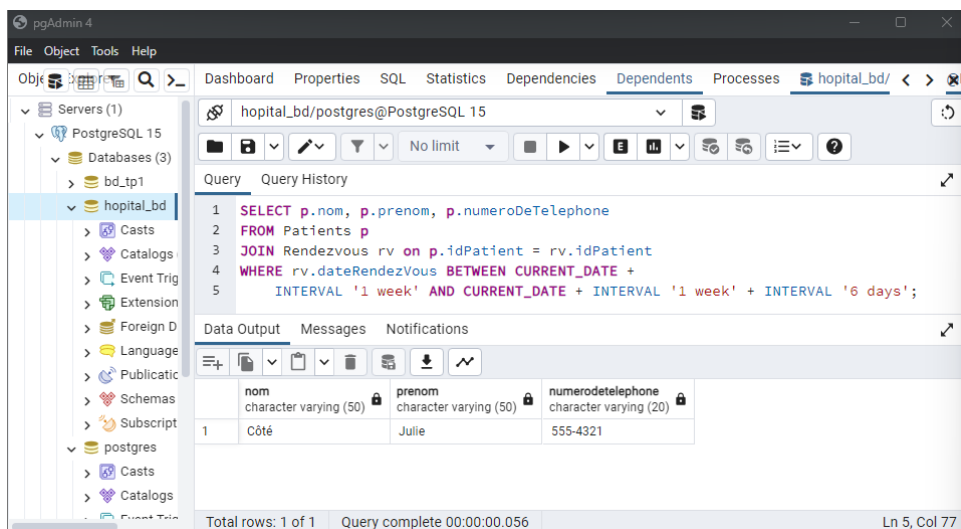 pgAdmin 4
File Object Tools Help
Dashboard Properties SQL Statistics Dependencies Dependents Processes hopital_bd/
Servers (1)
PostgreSQL 15
Databases (3)
bd_tp1
hopital_bd
Casts
Catalogs
Event Trig
Extension
Foreign D
Language
Publicatic
Schemas
Subscript
postgres
Casts
Catalogs
hopital_bd/postgres@PostgreSQL 15
No limit
E
Query Query History
1 SELECT p.nom, p.prenom, p.numeroDeTelephone
2 FROM Patients p
3 JOIN Rendezvous rv on p.idPatient = rv.idPatient
4 WHERE rv.dateRendezVous BETWEEN CURRENT_DATE +
5 INTERVAL '1 week' AND CURRENT_DATE + INTERVAL '1 week' + INTERVAL '6 days';
Data Output Messages Notifications
nom prenom numerodetelephone
character varying (50) character varying (50) character varying (20)
1 Côté Julie 555-4321
Total rows: 1 of 1 Query complete 00:00:00.056 Ln 5, Col 77